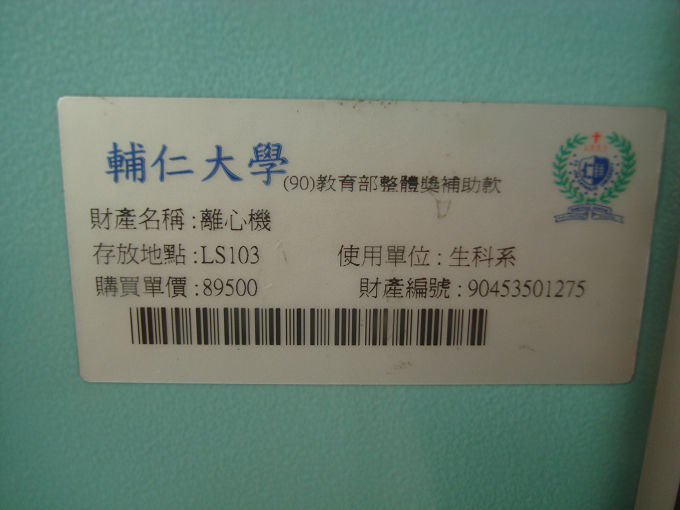 輔仁大學 (90)教育部整體獎補助款
財產名稱:離心機
存放地點:LS103 使用單位:生科系
購買單價:89500 財產編號:90453501275